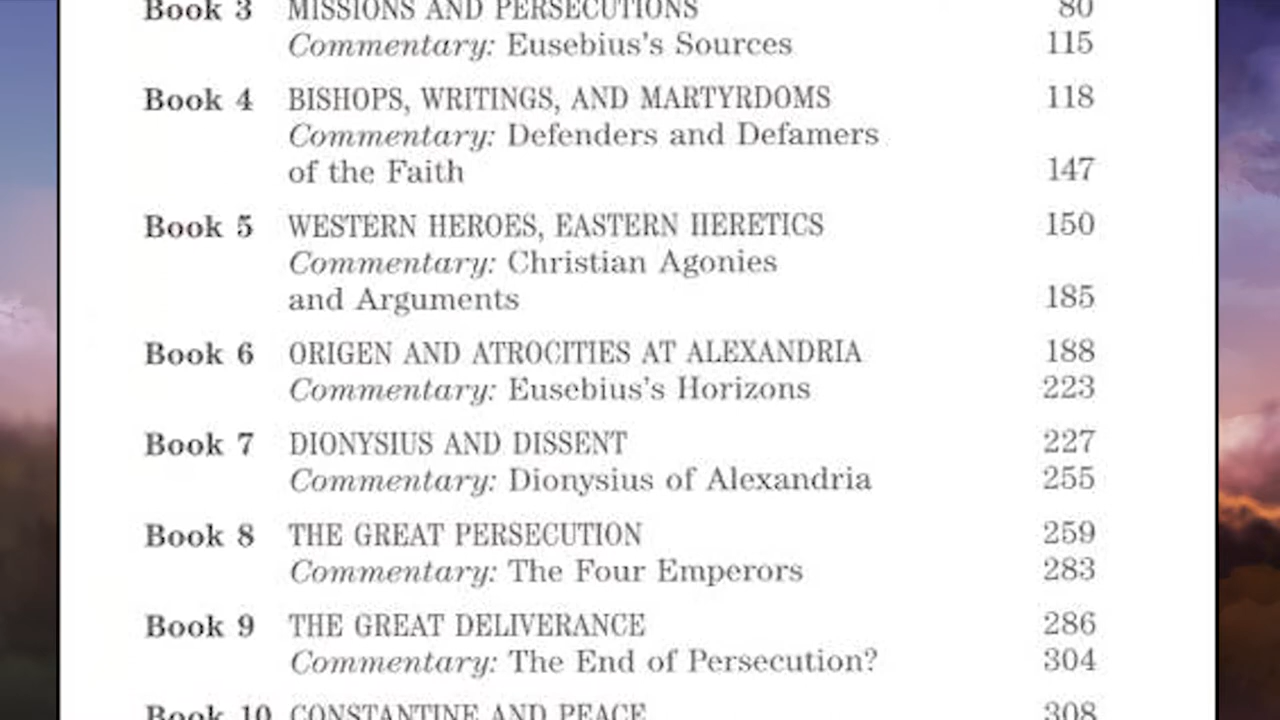 Book 3 MISSIONS AND PERSECUTIONS 80
Commentary: Eusebius's Sources 115
Book 4 BISHOPS, WRITINGS, AND MARTYRDOMS 118
Commentary: Defenders and Defamers
of the Faith 147
Book 5 WESTERN HEROES, EASTERN HERETICS 150
Commentary: Christian Agonies
and Arguments 185
Book 6 ORIGEN AND ATROCITIES AT ALEXANDRIA 188
Commentary: Eusebius's Horizons 223
Book 7 DIONYSIUS AND DISSENT 227
Commentary: Dionysius of Alexandria 255
Book 8 THE GREAT PERSECUTION 259
Commentary: The Four Emperors 283
Book 9 THE GREAT DELIVERANCE 286
Commentary: The End of Persecution? 304
Book 10 CONSTANTINE AND PEACE 308